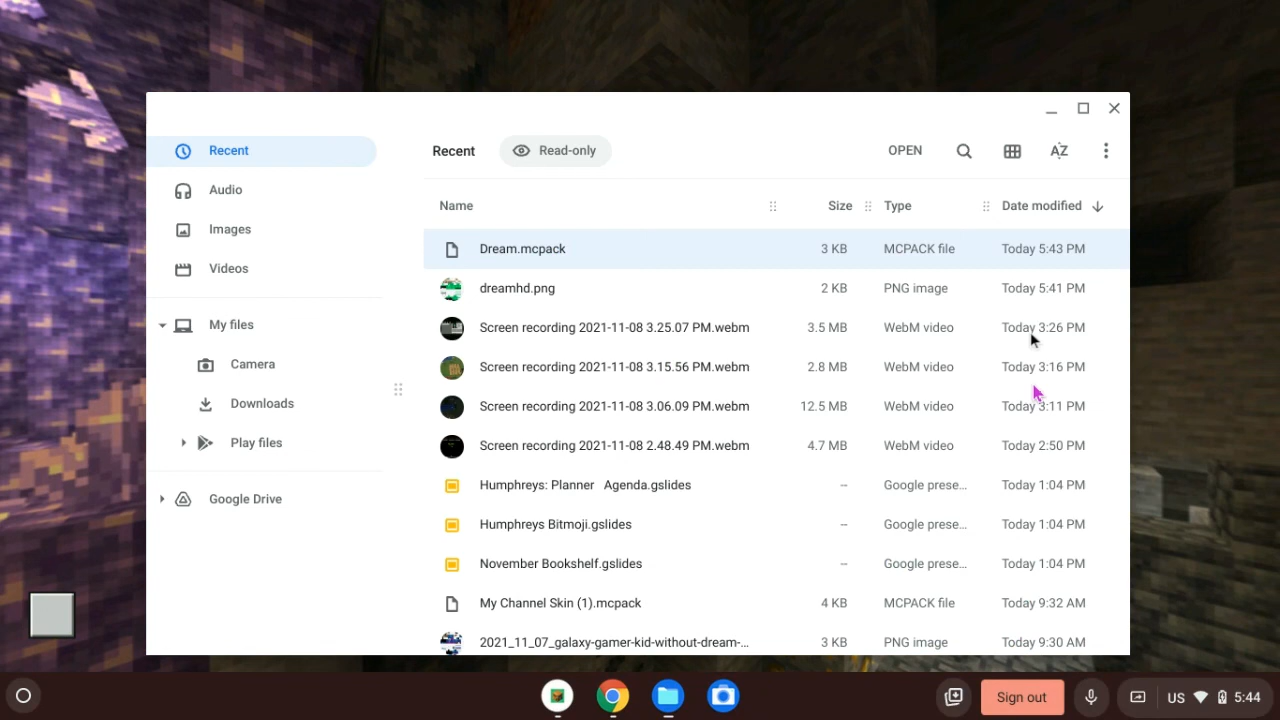 Recent
Audio
Images
Videos
My files
Camera
Downloads
Play files
Google Drive
Recent Read-only OPEN AZ
Name Size Type Date modified
Dream.mcpack 3 KB MCPACK file Today 5:43 PM
dreamhd.png 2 KB PNG image Today 5:41 PM
Screen recording 2021-11-08 3.25.07 PM.webm 3.5 MB WebM video Today 3:26 PM
Screen recording 2021-11-08 3.15.56 PM.webm 2.8 MB WebM video Today 3:16 PM
Screen recording 2021-11-08 3.06.09 PM.webm 12.5 MB WebM video Today 3:11 PM
Screen recording 2021-11-08 2.48.49 PM.webm 4.7 MB WebM video Today 2:50 PM
Humphreys: Planner   Agenda.gslides -- Google prese... Today 1:04 PM
Humphreys Bitmoji.gslides -- Google prese... Today 1:04 PM
November Bookshelf.gslides -- Google prese... Today 1:04 PM
My Channel Skin (1).mcpack 4 KB MCPACK file Today 9:32 AM
2021_11_07_galaxy-gamer-kid-without-dream-... 3 KB PNG image Today 9:30 AM
Sign out US 5:44